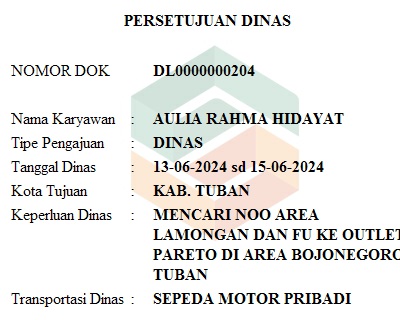 PERSETUJUAN DINAS
NOMOR DOK DL0000000204
Nama Karyawan : AULIA RAHMA HIDAYAT
Tipe Pengajuan : DINAS
Tanggal Dinas : 13-06-2024 sd 15-06-2024
Kota Tujuan : KAB. TUBAN
Keperluan Dinas : MENCARI NOO AREA
LAMONGAN DAN FU KE OUTLET
PARETO DI AREA BOJONEGORO
TUBAN
Transportasi Dinas : SEPEDA MOTOR PRIBADI